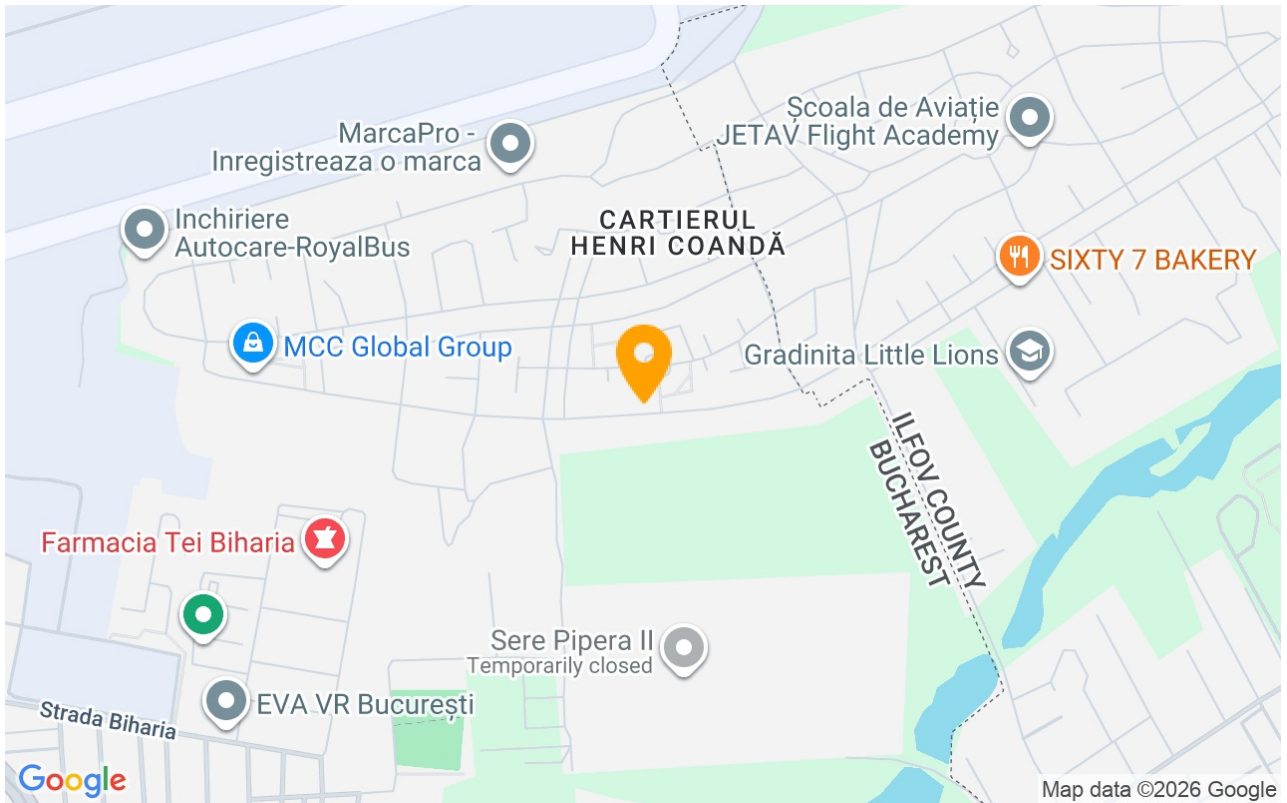 Școala de Aviație
JETAV Flight Academy
MarcaPro -
Inregistreaza o marca
CARTIERUL
HENRI COANDĂ
Inchiriere
Autocare-RoyalBus
SIXTY 7 BAKERY
MCC Global Group
Gradinita Little Lions
ILFOV COUNTY
BUCHAREST
Farmacia Tei Biharia
Sere Pipera II
Temporarily closed
EVA VR București
Strada Biharia
Google
Map data ©2026 Google